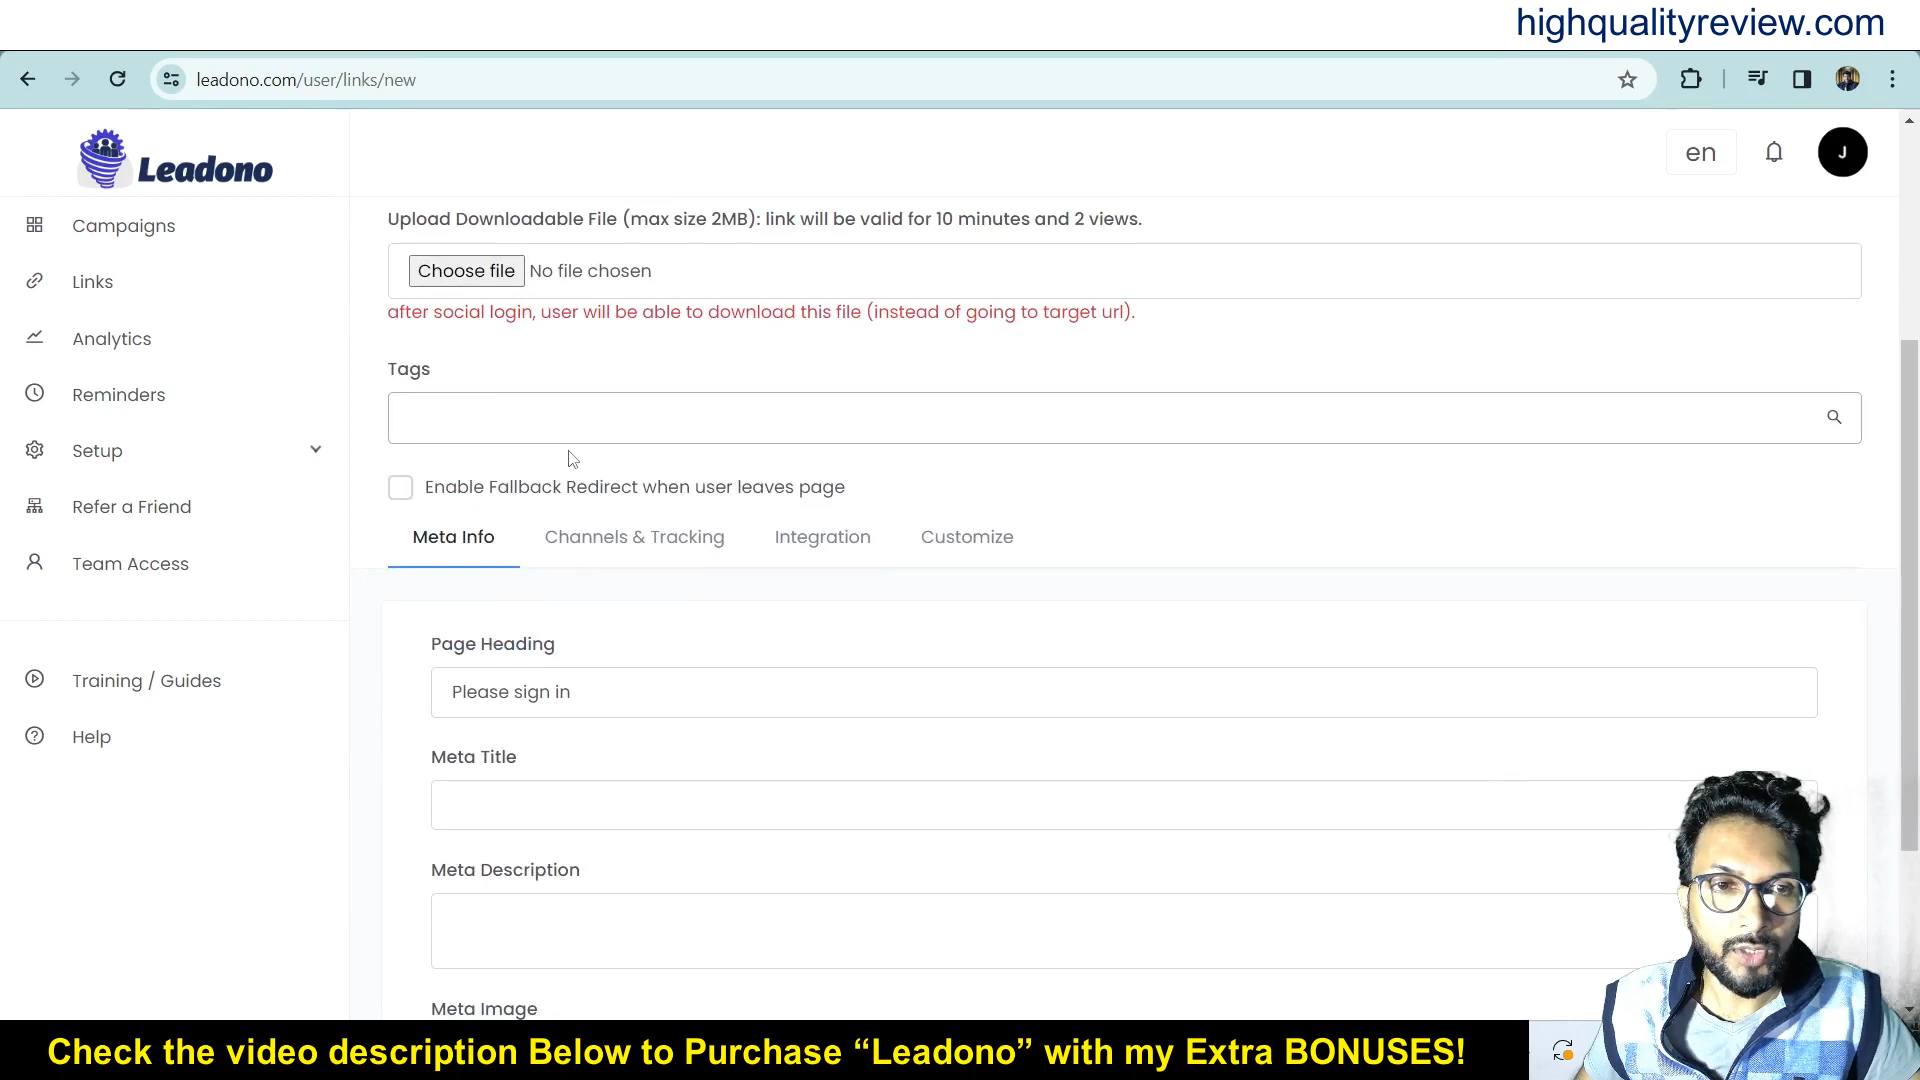 highqualityreview.com
leadono.com/user/links/new
Leadono
en
J
Campaigns
Links
Analytics
Reminders
Setup
Refer a Friend
Team Access
Training / Guides
Help
Upload Downloadable File (max size 2MB): link will be valid for 10 minutes and 2 views.
Choose file No file chosen
after social login, user will be able to download this file (instead of going to target url).
Tags
Enable Fallback Redirect when user leaves page
Meta Info Channels & Tracking Integration Customize
Page Heading
Please sign in
Meta Title
Meta Description
Meta Image
Check the video description Below to Purchase “Leadono” with my Extra BONUSES!